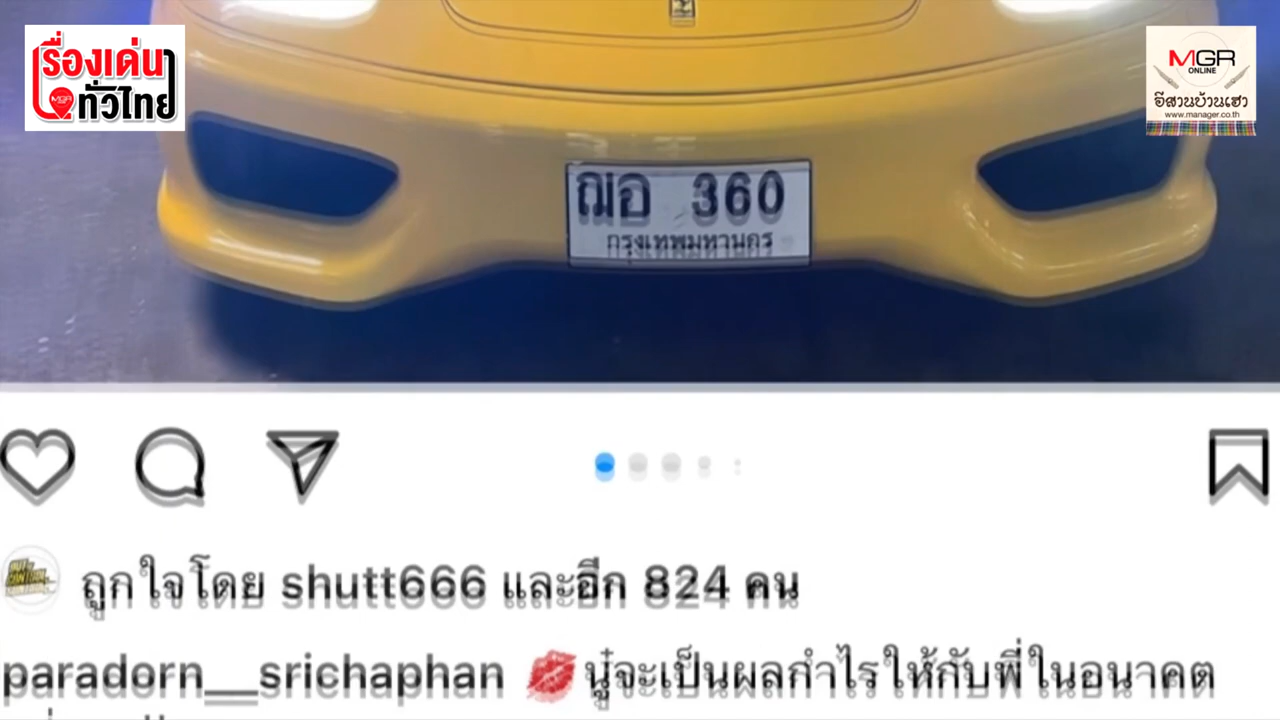 เรื่องเด่น
MGR
ทั่วไทย
MGR
ONLINE
อีสานบ้านเฮา
www.manager.co.th
ฌอ 360
กรุงเทพมหานคร
ถูกใจโดย shutt666 และอีก 824 คน
paradorn__srichaphan 💋 นู๋จะเป็นผลกำไรให้กับพี่ในอนาคต